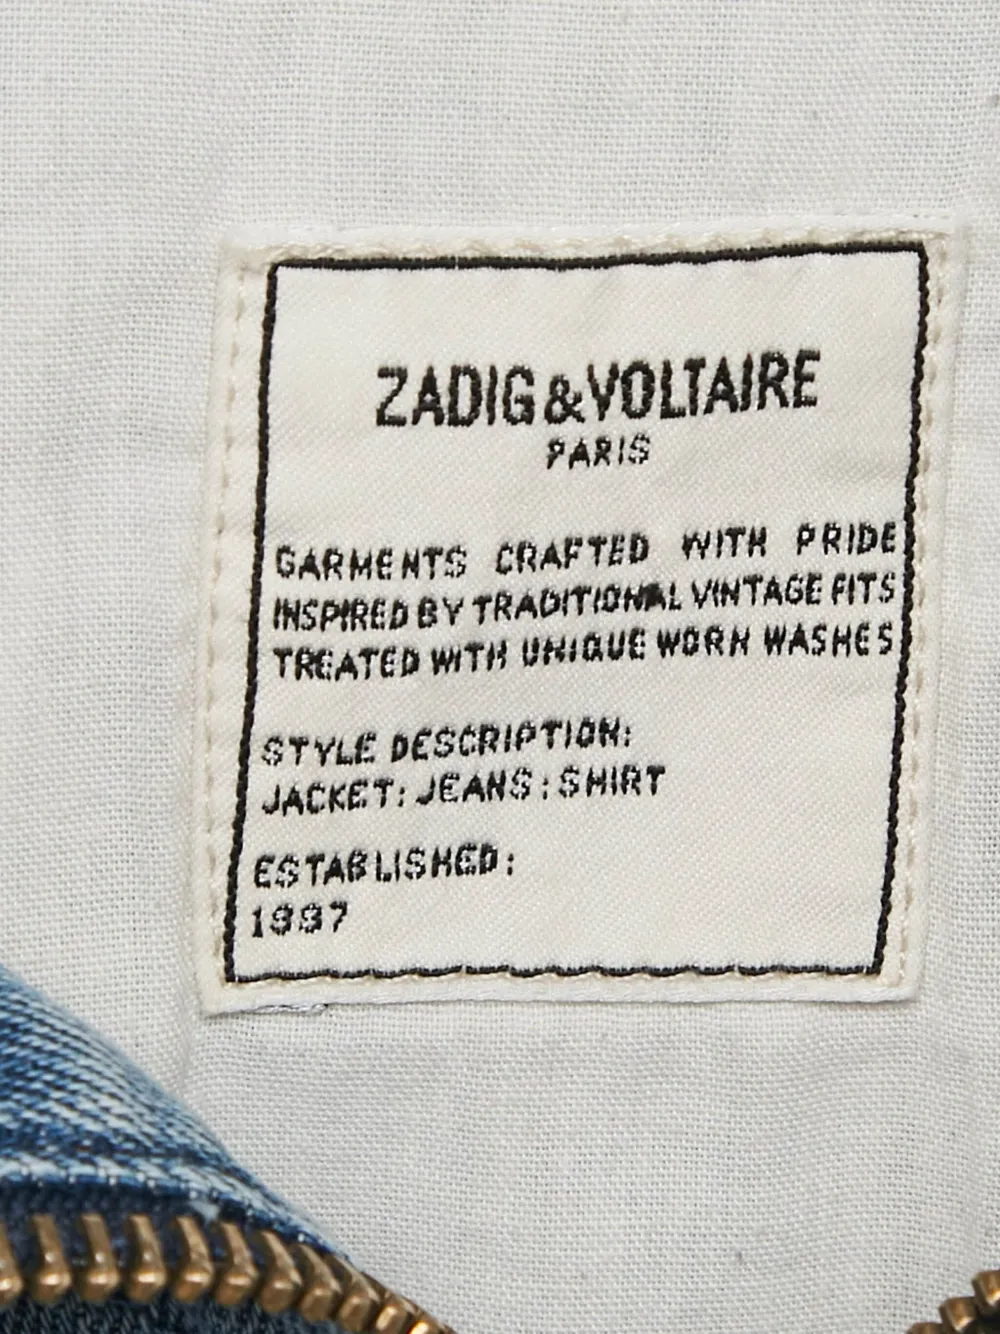 ZADIG&VOLTAIRE
PARIS
GARMENTS CRAFTED WITH PRIDE
INSPIRED BY TRADITIONAL VINTAGE FITS
TREATED WITH UNIQUE WORN WASHES
STYLE DESCRIPTION:
JACKET: JEANS: SHIRT
ESTABLISHED:
1997